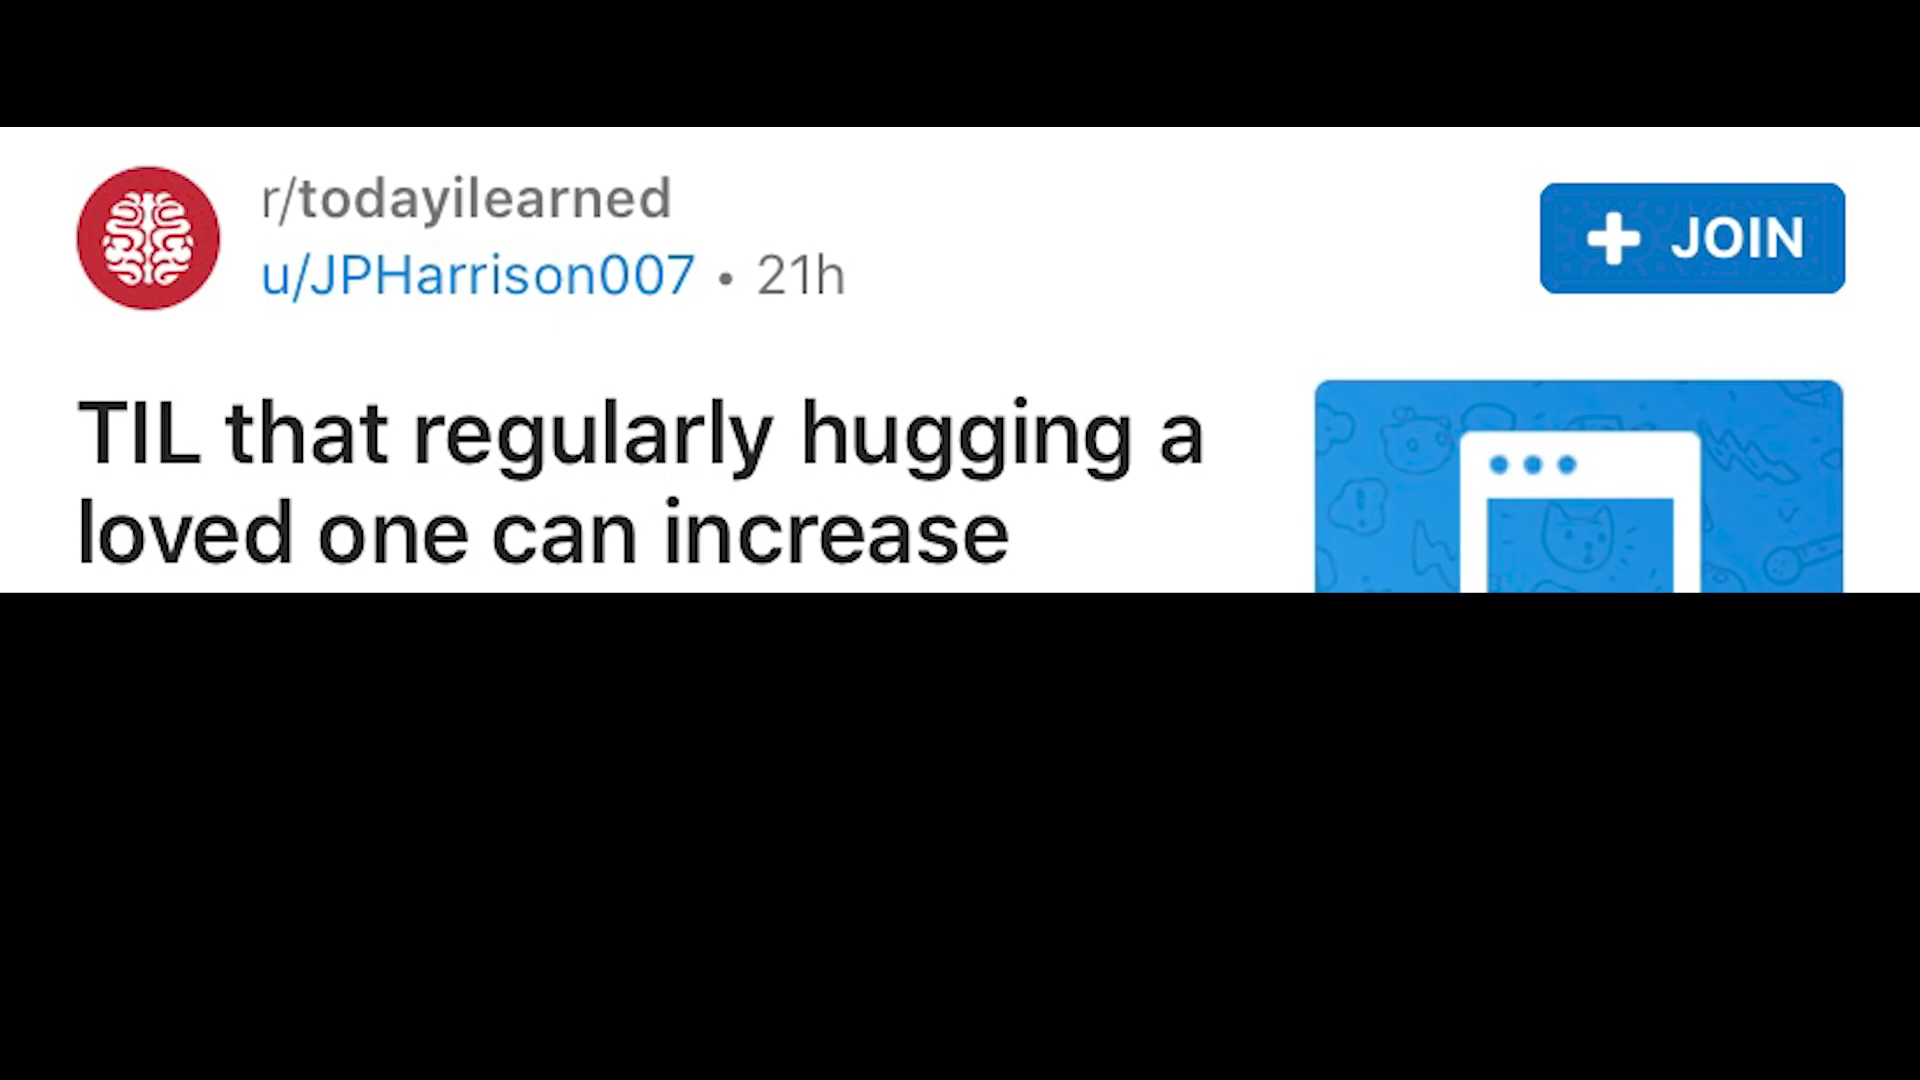 r/todayilearned
u/JPHarrison007 • 21h
+ JOIN
TIL that regularly hugging a
loved one can increase